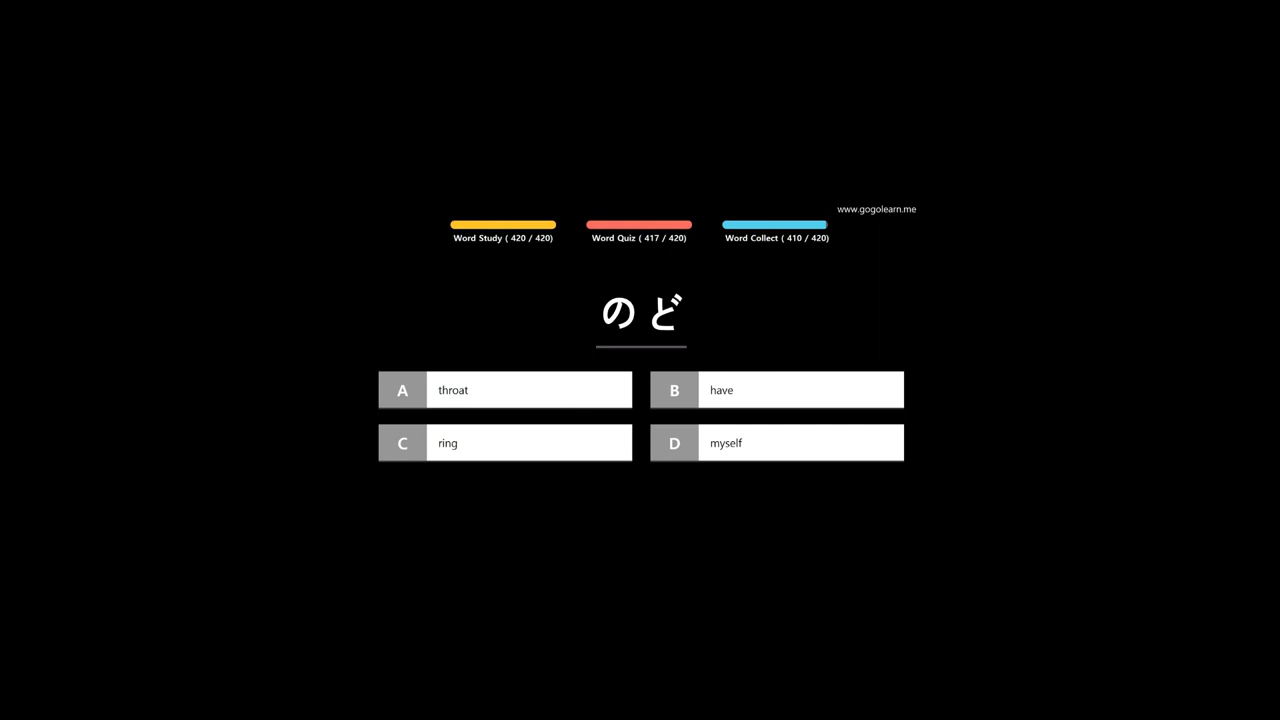 www.gogolearn.me
Word Study ( 420 / 420)
Word Quiz ( 417 / 420)
Word Collect ( 410 / 420)
のど
A throat
B have
C ring
D myself